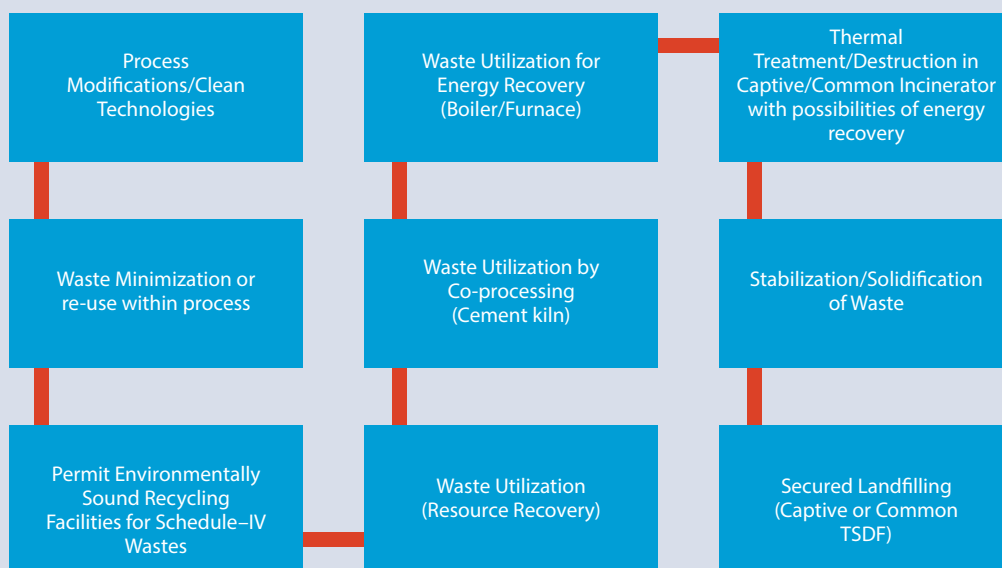 Process
Modifications/Clean
Technologies
Waste Minimization or
re-use within process
Permit Environmentally
Sound Recycling
Facilities for Schedule–IV
Wastes
Waste Utilization
(Resource Recovery)
Waste Utilization by
Co-processing
(Cement kiln)
Waste Utilization for
Energy Recovery
(Boiler/Furnace)
Thermal
Treatment/Destruction in
Captive/Common Incinerator
with possibilities of energy
recovery
Stabilization/Solidification
of Waste
Secured Landfilling
(Captive or Common
TSDF)